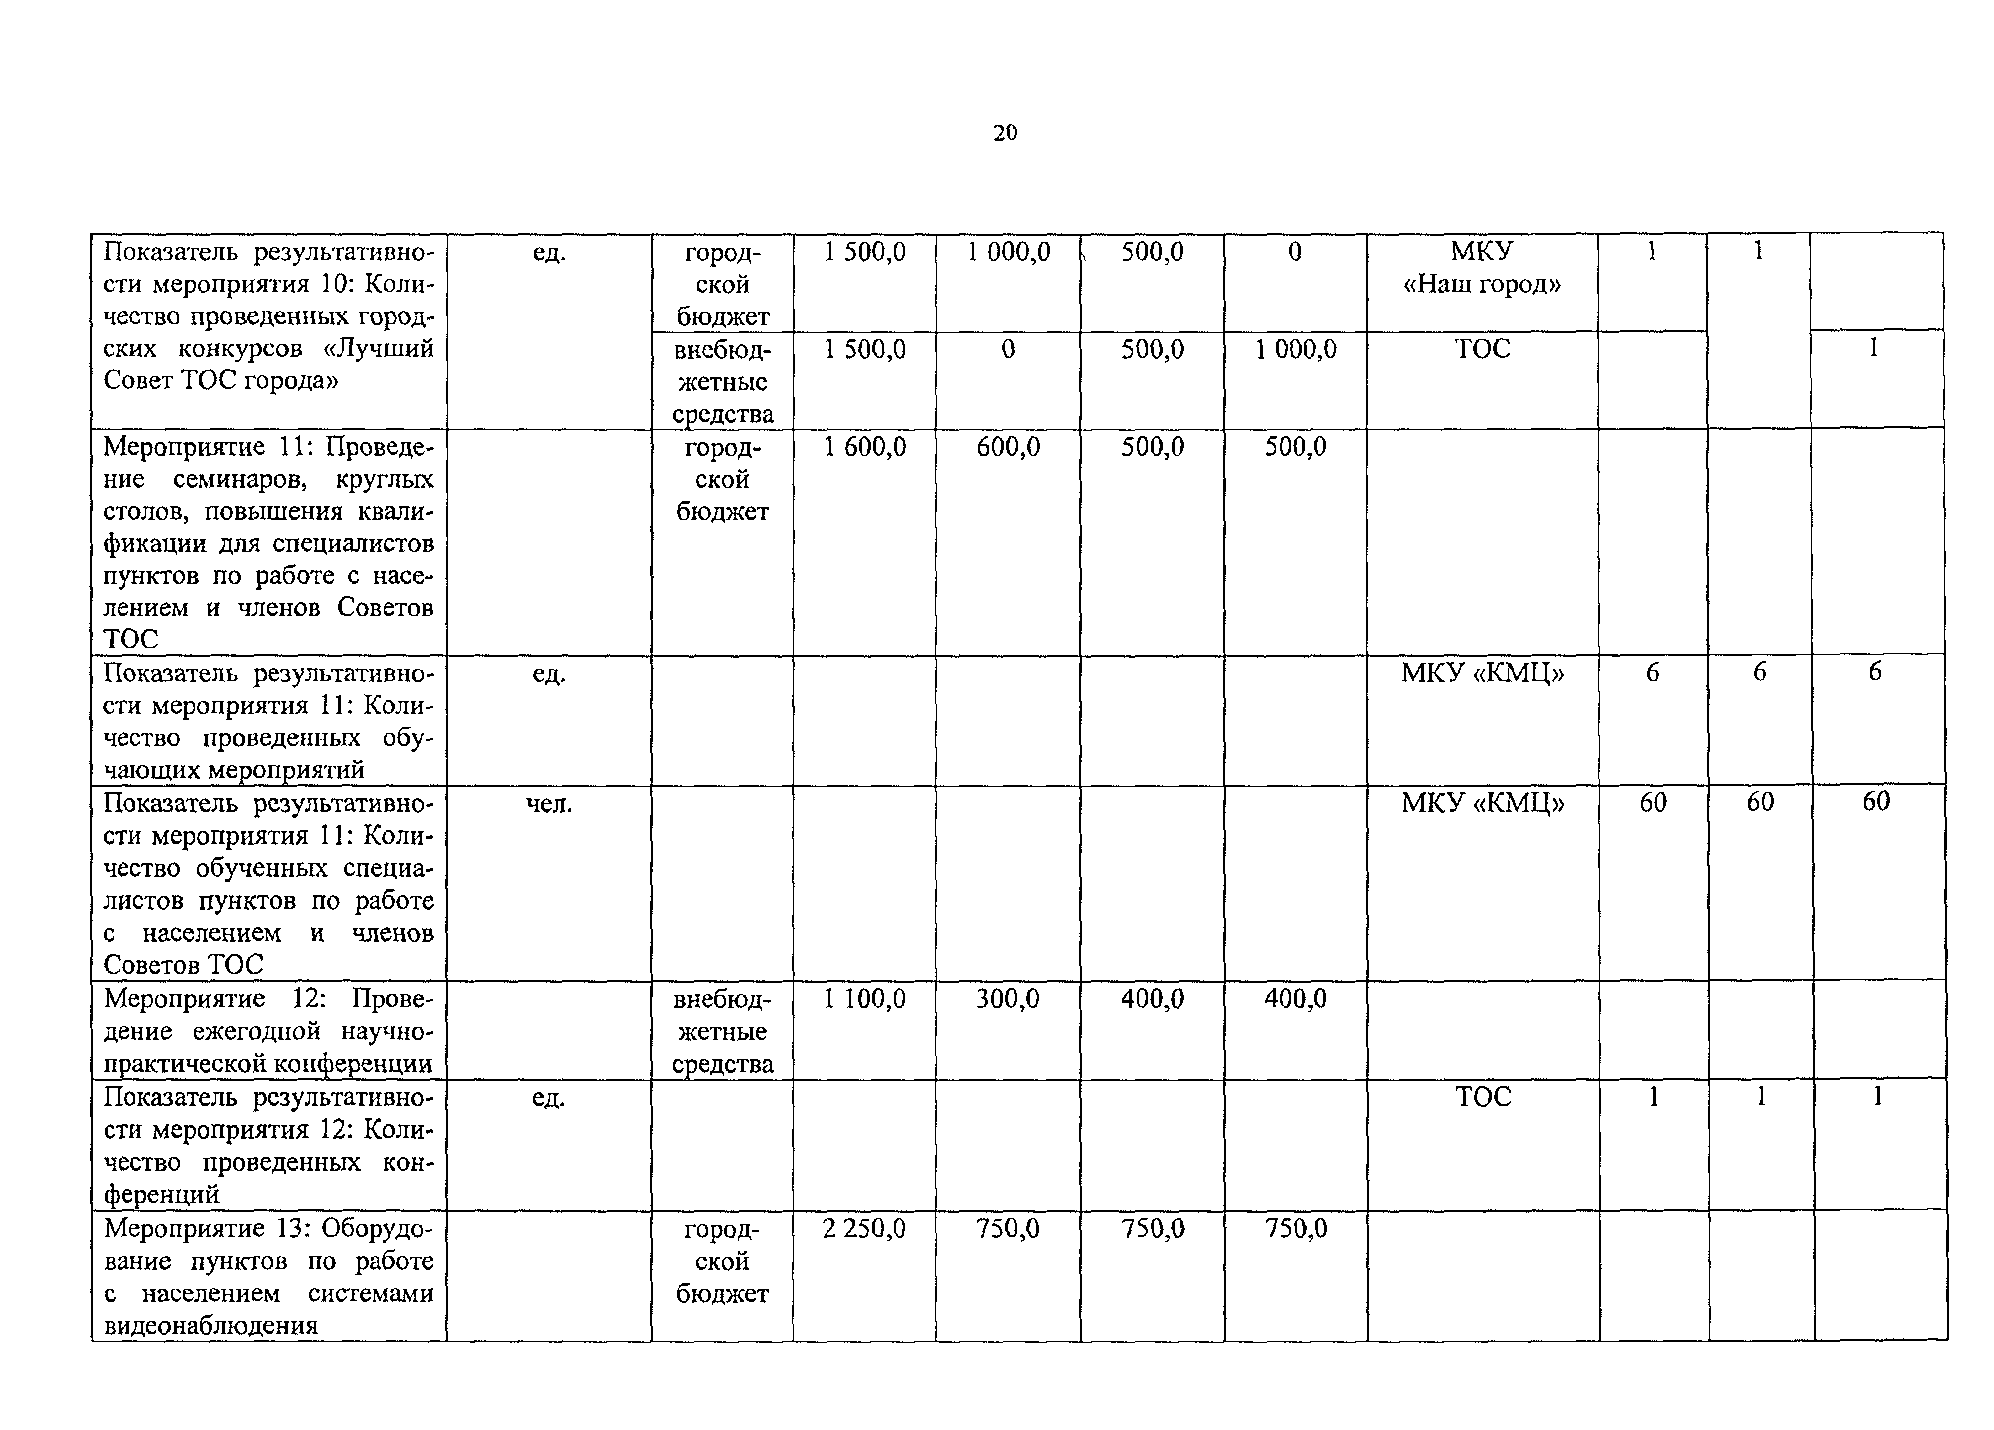 20
Показатель результативно-
сти мероприятия 10: Коли-
чество проведенных город-
ских конкурсов «Лучший
Совет ТОС города»
ед.
город-
ской
бюджет
1 500,0
1 000,0
500,0
0
МКУ
«Наш город»
1
1
внебюд-
жетные
средства
1 500,0
0
500,0
1 000,0
ТОС
1
Мероприятие 11: Проведе-
ние семинаров, круглых
столов, повышения квали-
фикации для специалистов
пунктов по работе с насе-
лением и членов Советов
ТОС
город-
ской
бюджет
1 600,0
600,0
500,0
500,0
Показатель результативно-
сти мероприятия 11: Коли-
чество проведенных обу-
чающих мероприятий
ед.
МКУ «КМЦ»
6
6
6
Показатель результативно-
сти мероприятия 11: Коли-
чество обученных специа-
листов пунктов по работе
с населением и членов
Советов ТОС
чел.
МКУ «КМЦ»
60
60
60
Мероприятие 12: Прове-
дение ежегодной научно-
практической конференции
внебюд-
жетные
средства
1 100,0
300,0
400,0
400,0
Показатель результативно-
сти мероприятия 12: Коли-
чество проведенных кон-
ференций
ед.
ТОС
1
1
1
Мероприятие 13: Оборудо-
вание пунктов по работе
с населением системами
видеонаблюдения
город-
ской
бюджет
2 250,0
750,0
750,0
750,0